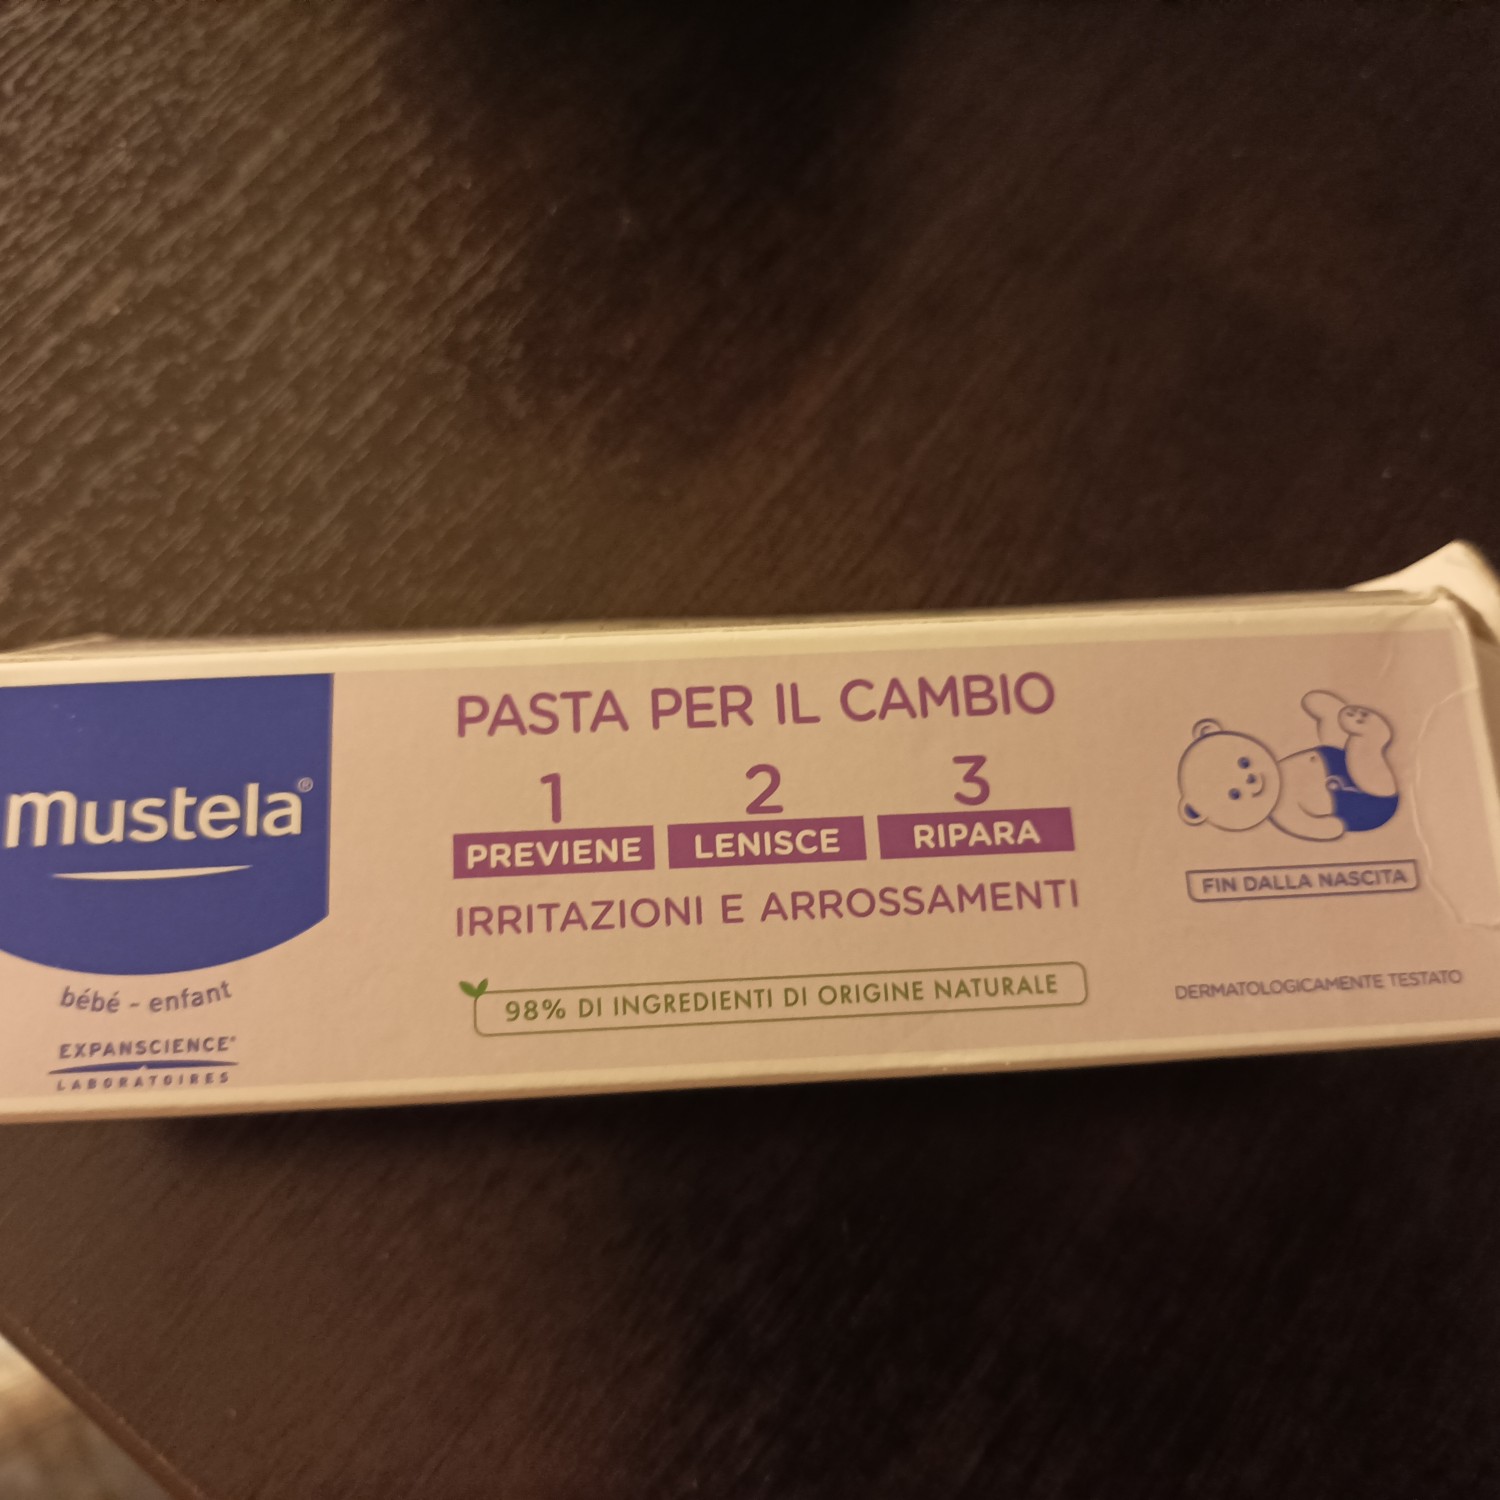 mustela®
bébé - enfant
EXPANSCIENCE®
LABORATOIRES
PASTA PER IL CAMBIO
1 2 3
PREVIENE LENISCE RIPARA
IRRITAZIONI E ARROSSAMENTI
98% DI INGREDIENTI DI ORIGINE NATURALE
FIN DALLA NASCITA
DERMATOLOGICAMENTE TESTATO